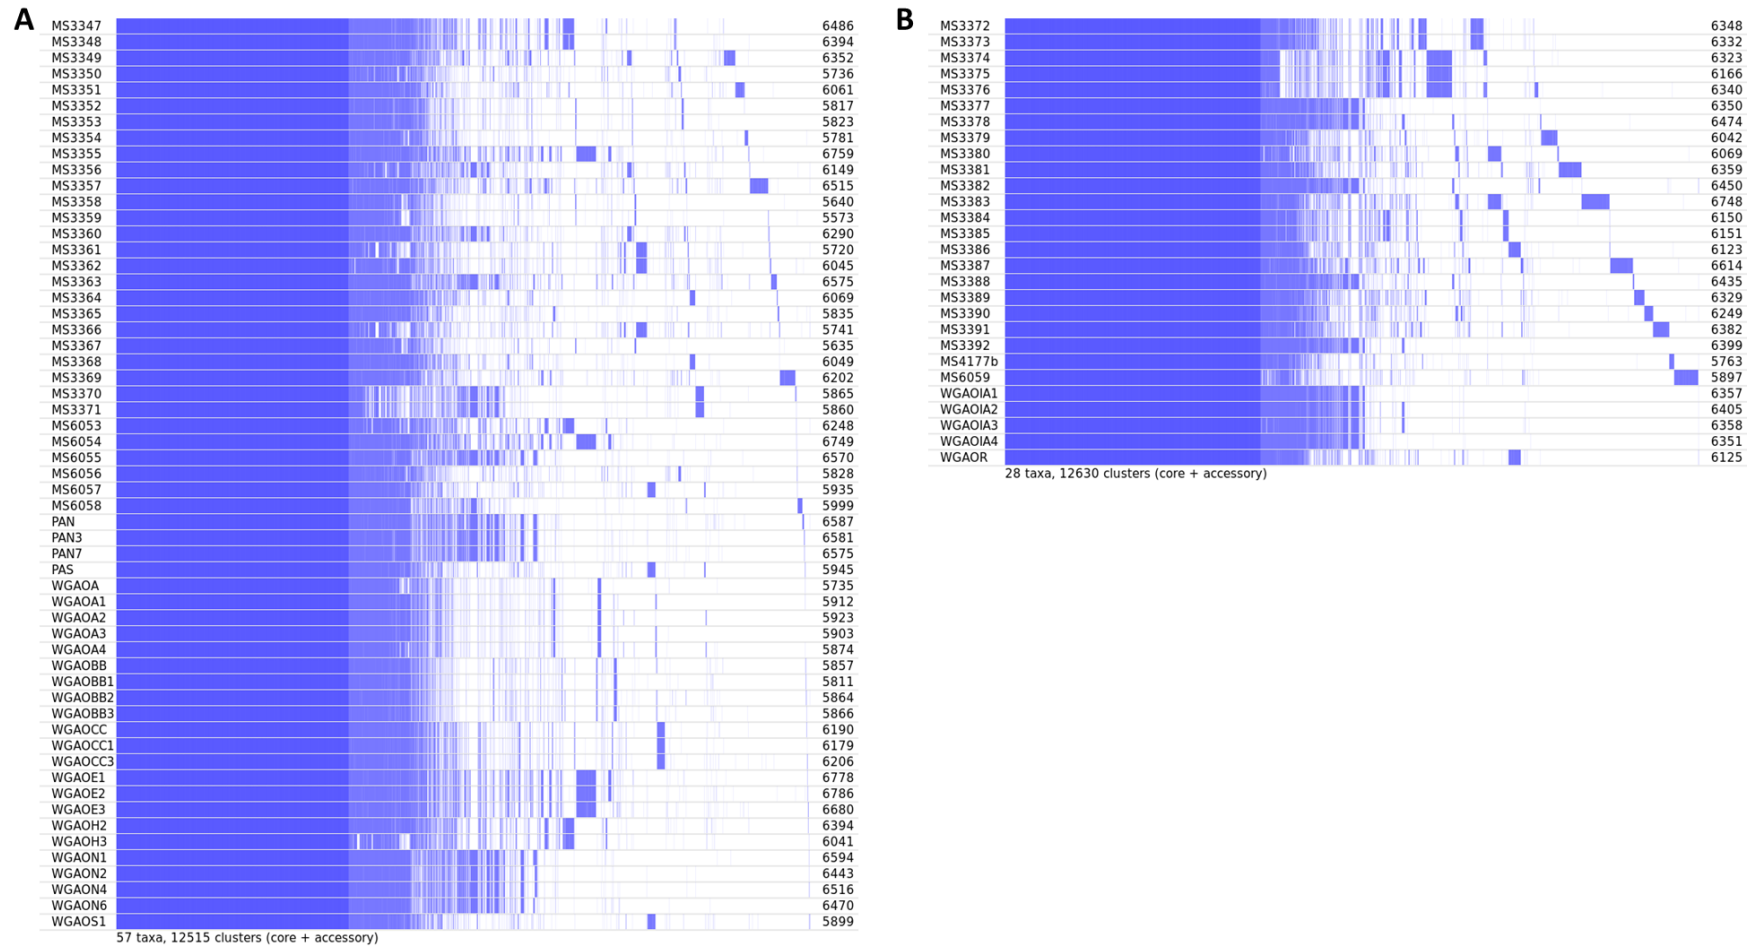 A
MS3347 6486
MS3348 6394
MS3349 6352
MS3350 5736
MS3351 6061
MS3352 5817
MS3353 5823
MS3354 5781
MS3355 6759
MS3356 6149
MS3357 6515
MS3358 5640
MS3359 5573
MS3360 6290
MS3361 5720
MS3362 6045
MS3363 6575
MS3364 6069
MS3365 5835
MS3366 5741
MS3367 5635
MS3368 6049
MS3369 6202
MS3370 5865
MS3371 5860
MS6053 6248
MS6054 6749
MS6055 6570
MS6056 5828
MS6057 5935
MS6058 5999
PAN 6587
PAN3 6581
PAN7 6575
PAS 5945
WGAOA 5735
WGAOA1 5912
WGAOA2 5923
WGAOA3 5903
WGAOA4 5874
WGAOBB 5857
WGAOBB1 5811
WGAOBB2 5864
WGAOBB3 5866
WGAOCC 6190
WGAOCC1 6179
WGAOCC3 6206
WGAOE1 6778
WGAOE2 6786
WGAOE3 6680
WGAOH2 6394
WGAOH3 6041
WGAON1 6594
WGAON2 6443
WGAON4 6516
WGAON6 6470
WGAOS1 5899
57 taxa, 12515 clusters (core + accessory)
B
MS3372 6348
MS3373 6332
MS3374 6323
MS3375 6166
MS3376 6340
MS3377 6350
MS3378 6474
MS3379 6042
MS3380 6069
MS3381 6359
MS3382 6450
MS3383 6748
MS3384 6150
MS3385 6151
MS3386 6123
MS3387 6614
MS3388 6435
MS3389 6329
MS3390 6249
MS3391 6382
MS3392 6399
MS4177b 5763
MS6059 5897
WGAOIA1 6357
WGAOIA2 6405
WGAOIA3 6358
WGAOIA4 6351
WGAOR 6125
28 taxa, 12630 clusters (core + accessory)